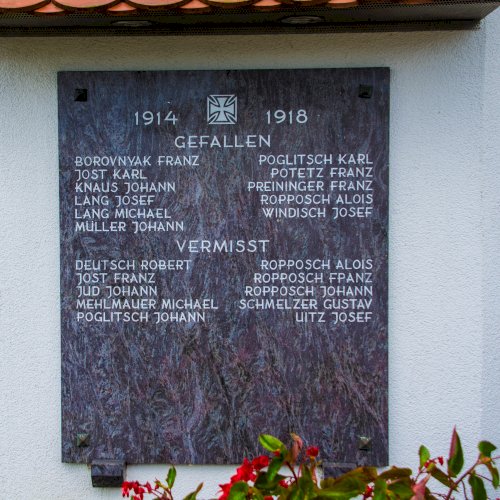 1914 1918
GEFALLEN
BOROVNYAK FRANZ POGLITSCH KARL
JOST KARL POTETZ FRANZ
KNAUS JOHANN PREININGER FRANZ
LANG JOSEF ROPPOSCH ALOIS
LANG MICHAEL WINDISCH JOSEF
MÜLLER JOHANN
VERMISST
DEUTSCH ROBERT ROPPOSCH ALOIS
JOST FRANZ ROPPOSCH FRANZ
JUD JOHANN ROPPOSCH JOHANN
MEHLMAUER MICHAEL SCHMELZER GUSTAV
POGLITSCH JOHANN UITZ JOSEF